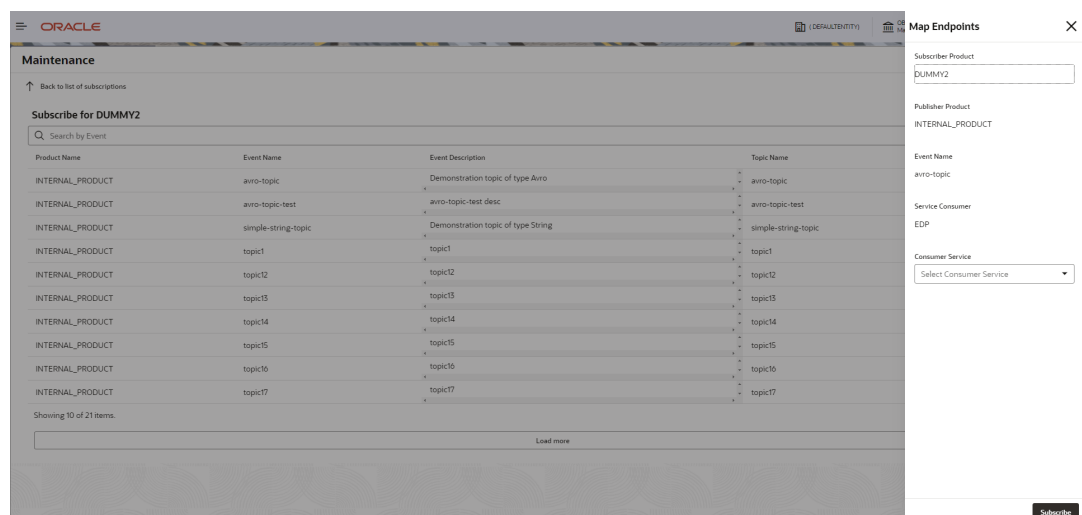 ORACLE
(DEFAULTENTITY)
Maintenance
Back to list of subscriptions
Subscribe for DUMMY2
Search by Event
Product Name Event Name Event Description Topic Name
INTERNAL_PRODUCT avro-topic Demonstration topic of type Avro avro-topic
INTERNAL_PRODUCT avro-topic-test avro-topic-test desc avro-topic-test
INTERNAL_PRODUCT simple-string-topic Demonstration topic of type String simple-string-topic
INTERNAL_PRODUCT topic1 topic1 topic1
INTERNAL_PRODUCT topic12 topic12 topic12
INTERNAL_PRODUCT topic13 topic13 topic13
INTERNAL_PRODUCT topic14 topic14 topic14
INTERNAL_PRODUCT topic15 topic15 topic15
INTERNAL_PRODUCT topic16 topic16 topic16
INTERNAL_PRODUCT topic17 topic17 topic17
Showing 10 of 21 items.
Load more
Map Endpoints
Subscriber Product
DUMMY2
Publisher Product
INTERNAL_PRODUCT
Event Name
avro-topic
Service Consumer
EDP
Consumer Service
Select Consumer Service
Subscribe